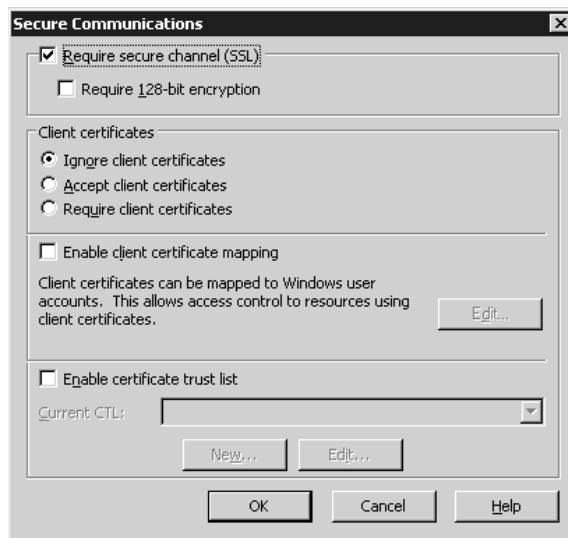 Secure Communications
Require secure channel (SSL)
Require 128-bit encryption
Client certificates
Ignore client certificates
Accept client certificates
Require client certificates
Enable client certificate mapping
Client certificates can be mapped to Windows user
accounts. This allows access control to resources using
client certificates.
Edit...
Enable certificate trust list
Current CTL:
New...
Edit...
OK
Cancel
Help